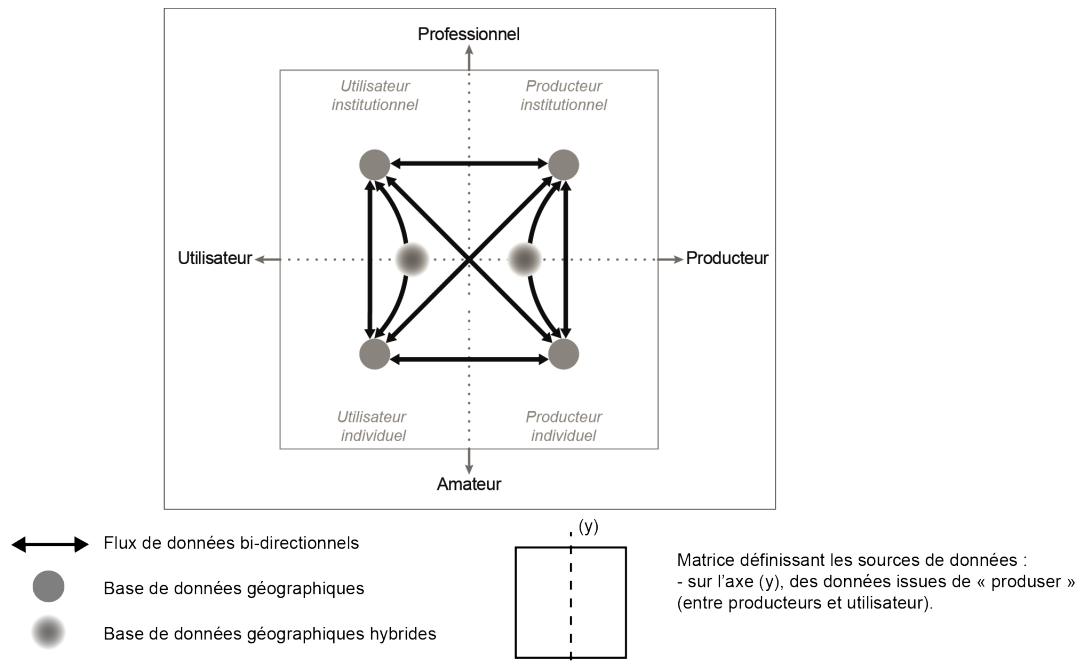 Professionnel
Utilisateur
institutionnel
Producteur
institutionnel
Utilisateur
Producteur
Utilisateur
individuel
Producteur
individuel
Amateur
Flux de données bi-directionnels
Base de données géographiques
Base de données géographiques hybrides
(y)
Matrice définissant les sources de données :
- sur l'axe (y), des données issues de « produser »
(entre producteurs et utilisateur).